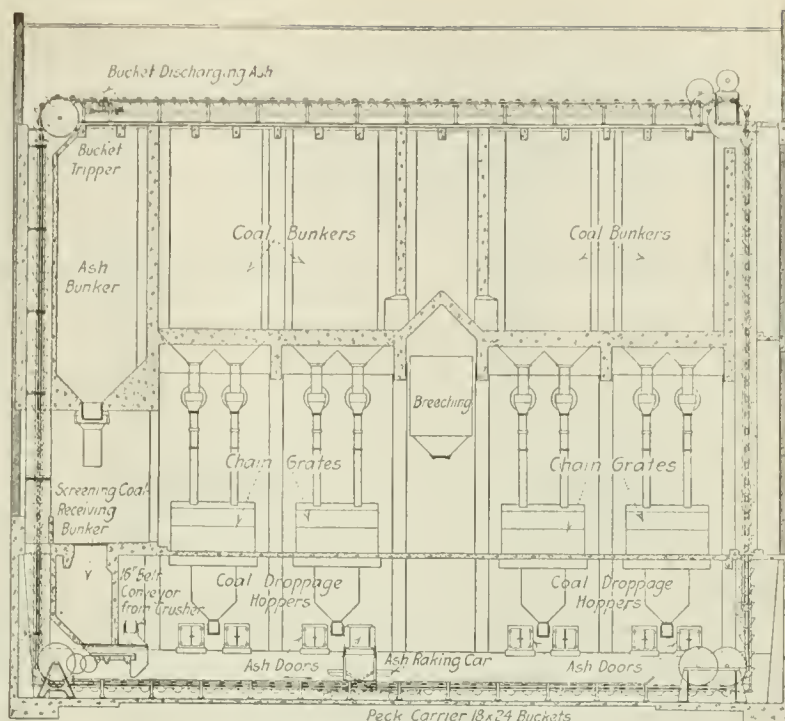 Bucket Discharging Ash
Bucket
Tripper
Coal Bunkers
Coal Bunkers
Ash
Bunker
Breeching
Chain Grates
Chain Grates
Screening Coal
Receiving
Bunker
16" Belt
Conveyor
from Crusher
Coal Droppage
Hoppers
Coal Droppage
Hoppers
Ash Doors
Ash Raking Car
Ash Doors
Peck Carrier 18x24 Buckets